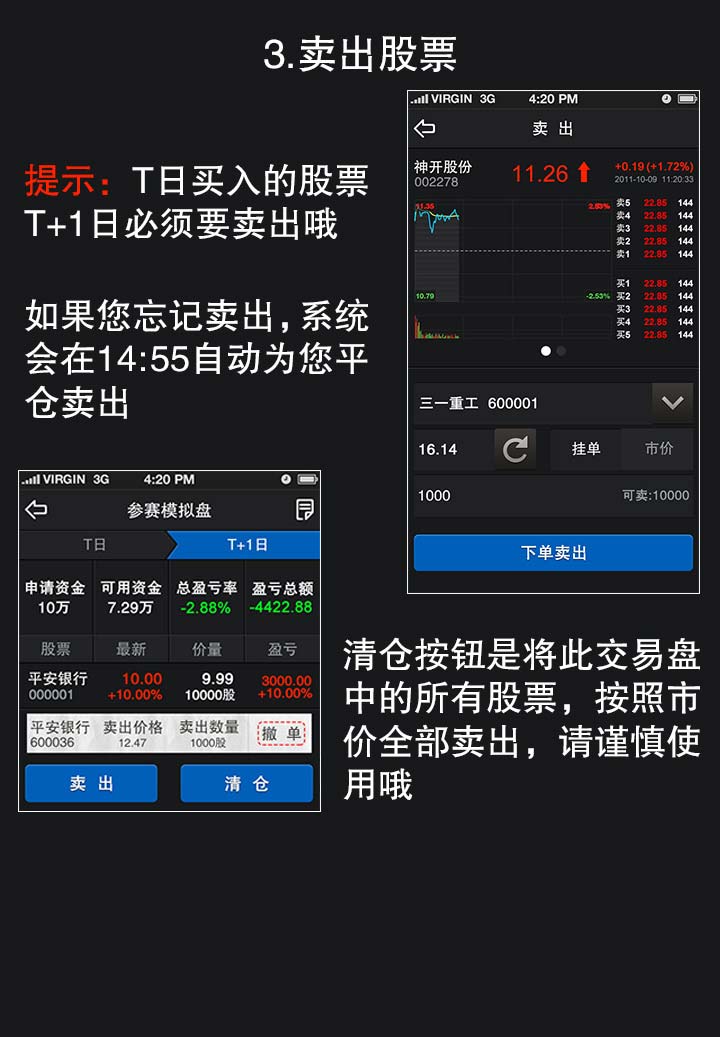 3.卖出股票
提示：T日买入的股票
T+1日必须要卖出哦
如果您忘记卖出，系统
会在14:55自动为您平
仓卖出
VIRGIN 3G 4:20 PM
卖 出
神开股份 11.26 +0.19 (+1.72%)
002278 2011-10-09 11:20:33
11.35 2.53%
10.79 -2.53%
卖5 22.85 144
卖4 22.85 144
卖3 22.85 144
卖2 22.85 144
卖1 22.85 144
买1 22.85 144
买2 22.85 144
买3 22.85 144
买4 22.85 144
买5 22.85 144
三一重工 600001
16.14 挂单 市价
1000 可卖:10000
下单卖出
VIRGIN 3G 4:20 PM
参赛模拟盘
T日 T+1日
申请资金 可用资金 总盈亏率 盈亏总额
10万 7.29万 -2.88% -4422.88
股票 最新 价量 盈亏
平安银行 10.00 9.99 3000.00
000001 +10.00% 10000股 +10.00%
平安银行 卖出价格 卖出数量 撤 单
600036 12.47 1000股
卖 出 清 仓
清仓按钮是将此交易盘
中的所有股票，按照市
价全部卖出，请谨慎使
用哦